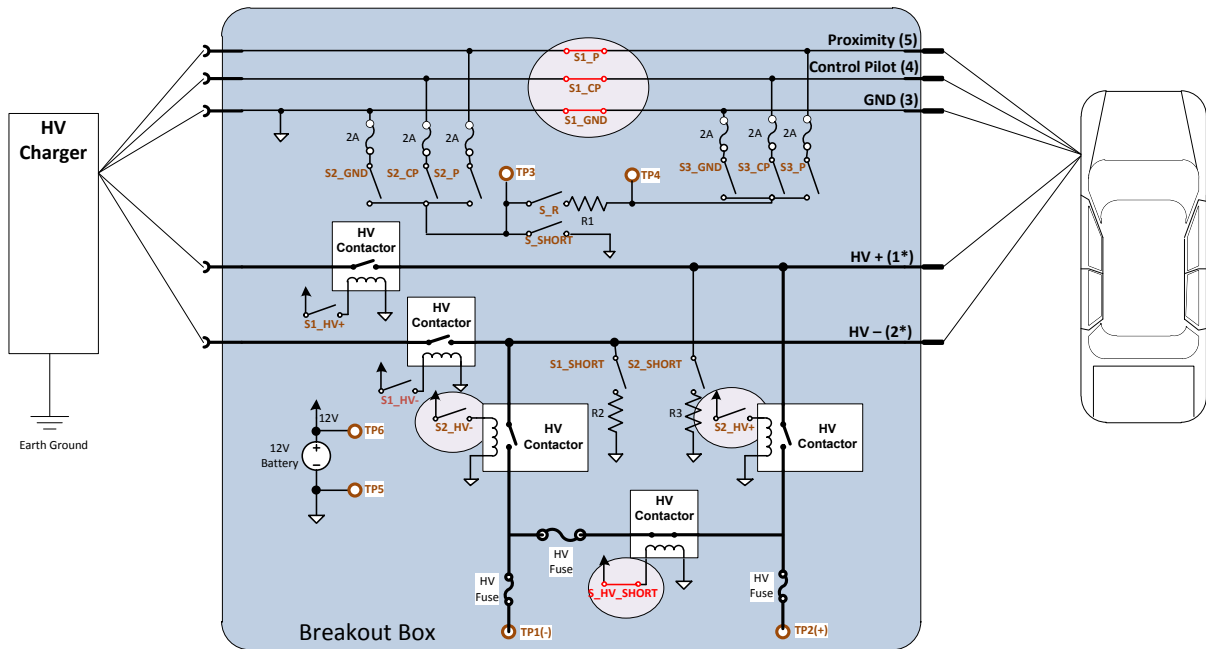 Proximity (5)
S1_P
Control Pilot (4)
S1_CP
GND (3)
S1_GND
HV
Charger
2A
2A
2A
2A
2A
2A
S2_GND
S2_CP
S2_P
S3_GND
S3_CP
S3_P
TP3
TP4
S_R
R1
S_SHORT
HV
Contactor
HV + (1*)
S1_HV+
HV
Contactor
HV – (2*)
S1_SHORT
S2_SHORT
S1_HV-
R2
R3
S2_HV-
S2_HV+
HV
Contactor
HV
Contactor
Earth Ground
12V
TP6
12V
Battery
TP5
HV
Contactor
HV
Fuse
HV
Fuse
HV
Fuse
S_HV_SHORT
Breakout Box
TP1(-)
TP2(+)